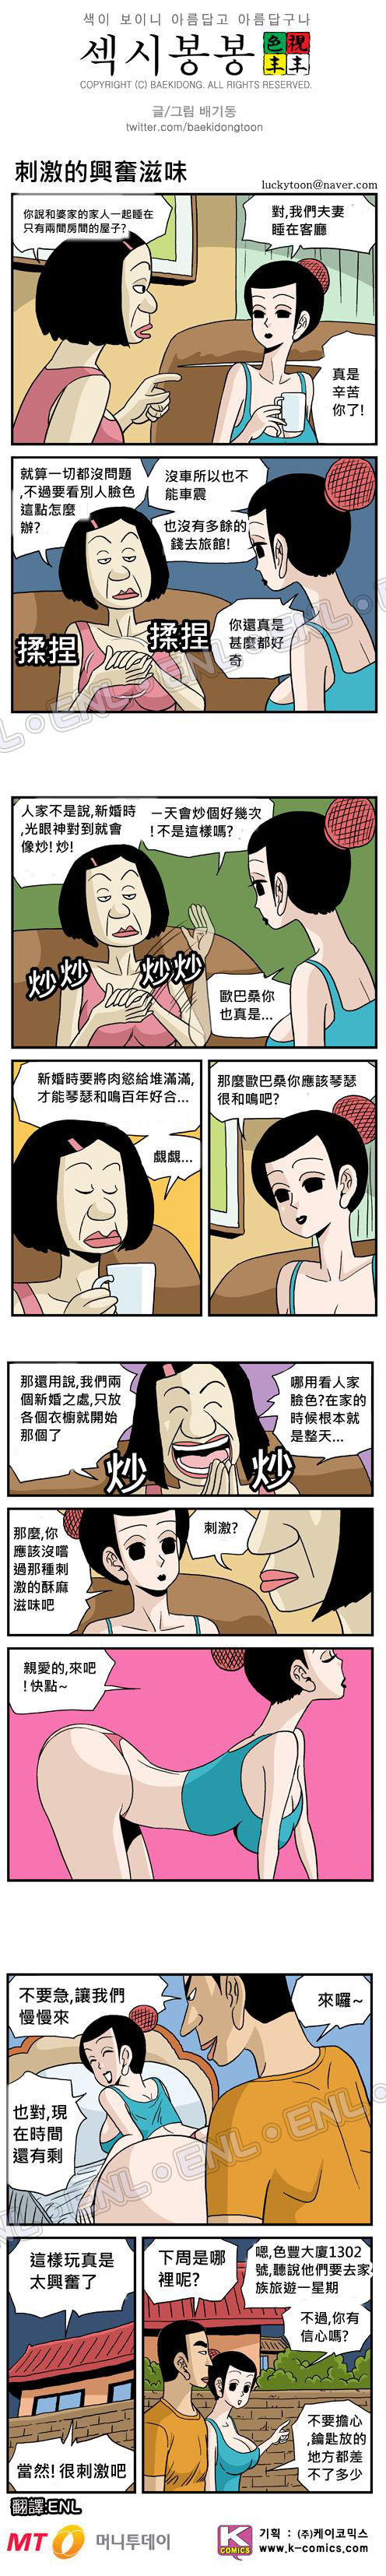 색이 보이니 아름답고 아름답구나
섹시봉봉
色視
丰丰
COPYRIGHT (C) BAEKIDONG. ALL RIGHTS RESERVED.
글/그림 배기동
twitter.com/baekidongtoon
刺激的興奮滋味
luckytoon@naver.com
你說和婆家的家人一起睡在
只有兩間房間的屋子?
對,我們夫妻
睡在客廳
真是
辛苦
你了!
就算一切都沒問題
,不過要看別人臉色
這點怎麼
辦?
沒車所以也不
能車震
也沒有多餘的
錢去旅館!
揉捏
揉捏
你還真是
甚麼都好
奇
ENL
人家不是說,新婚時
,光眼神對到就會
像炒!炒!
一天會炒個好幾次
!不是這樣嗎?
炒炒
炒炒
歐巴桑你
也真是...
新婚時要將肉慾給堆滿滿,
才能琴瑟和鳴百年好合...
覷覷...
那麼歐巴桑你應該琴瑟
很和鳴吧?
那還用說,我們兩
個新婚之處,只放
各個衣櫥就開始
那個了
炒
炒
哪用看人家
臉色?在家的
時候根本就
是整天...
那麼,你
應該沒嚐
過那種刺
激的酥麻
滋味吧
刺激?
親愛的,來吧
!快點~
不要急,讓我們
慢慢來
來囉~
也對,現
在時間
還有剩
ENL
這樣玩真是
太興奮了
當然!很刺激吧
下周是哪
裡呢?
嗯,色豐大廈1302
號,聽說他們要去家
族旅遊一星期
不過,你有
信心嗎?
不要擔心
,鑰匙放的
地方都差
不了多少
翻譯:ENL
MT 머니투데이
K COMICS
기획 : (주)케이코믹스
www.k-comics.com